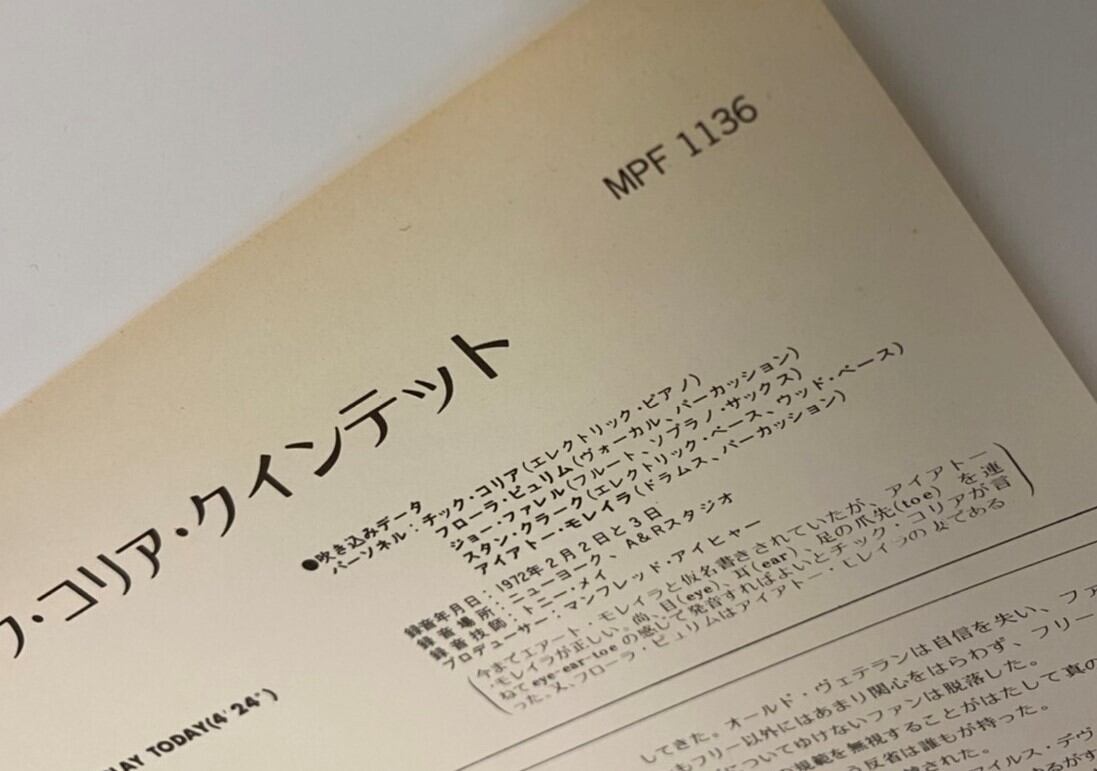 MPF 1136
ク・コリア・クインテット
●吹き込みデータ
パーソネル：チック・コリア(エレクトリック・ピアノ)
フローラ・ピュリム(ヴォーカル、パーカッション)
ジョー・ファレル(フルート、ソプラノ・サックス)
スタン・クラーク(エレクトリック・ベース、ウッド・ベース)
アイアトー・モレイラ(ドラムス、パーカッション)
録音年月日：1972年2月2日と3日
録音場所：ニューヨーク、A&Rスタジオ
録音技師：トニー・メイ
プロデューサー：マンフレッド・アイヒャー
(今までエアート・モレイラと仮名書きされていたが、アイアトー
・モレイラが正しい。尚、目(eye)、耳(ear)、足の爪先(toe)を連
ねて eye-ear-toe の感じで発音すればよいとチック・コリアが言
った。又、フローラ・ピュリムはアイアトー・モレイラの妻である)
AY TODAY(4'24")
してきた。オールド・ヴェテランは自信を失い、ファ
もフリー以外にはあまり関心をはらわず、フリー
についてゆけないファンは脱落した。
の規範を無視することがはたして真の
う反省は誰もが持った。
マイルス・デヴ